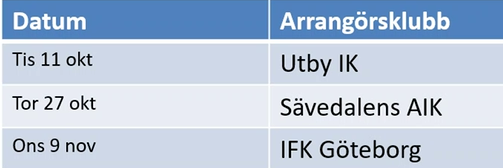 Datum Arrangörsklubb
Tis 11 okt Utby IK
Tor 27 okt Sävedalens AIK
Ons 9 nov IFK Göteborg